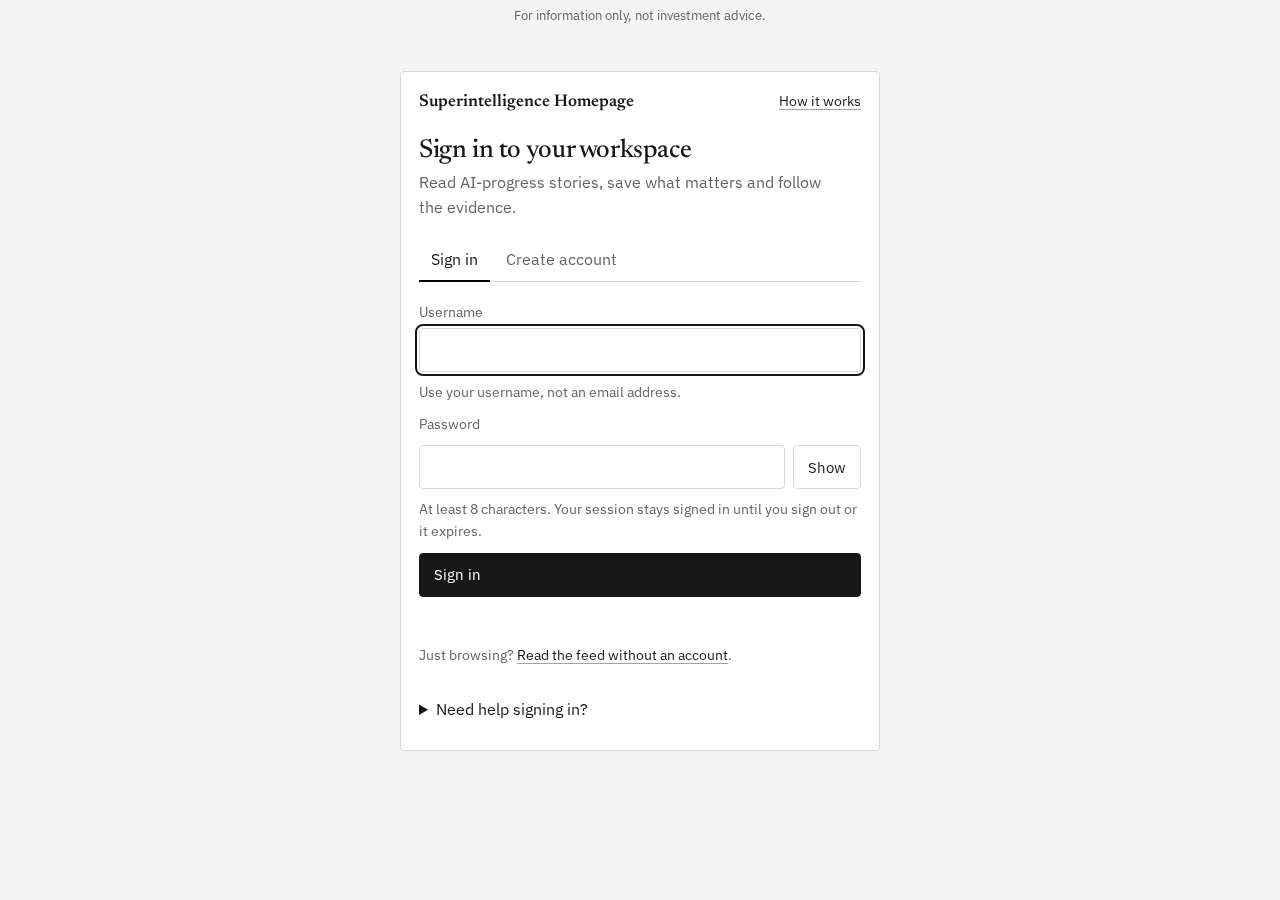 For information only, not investment advice.
Superintelligence Homepage
How it works
Sign in to your workspace
Read AI-progress stories, save what matters and follow
the evidence.
Sign in
Create account
Username
Use your username, not an email address.
Password
Show
At least 8 characters. Your session stays signed in until you sign out or
it expires.
Sign in
Just browsing? Read the feed without an account.
Need help signing in?